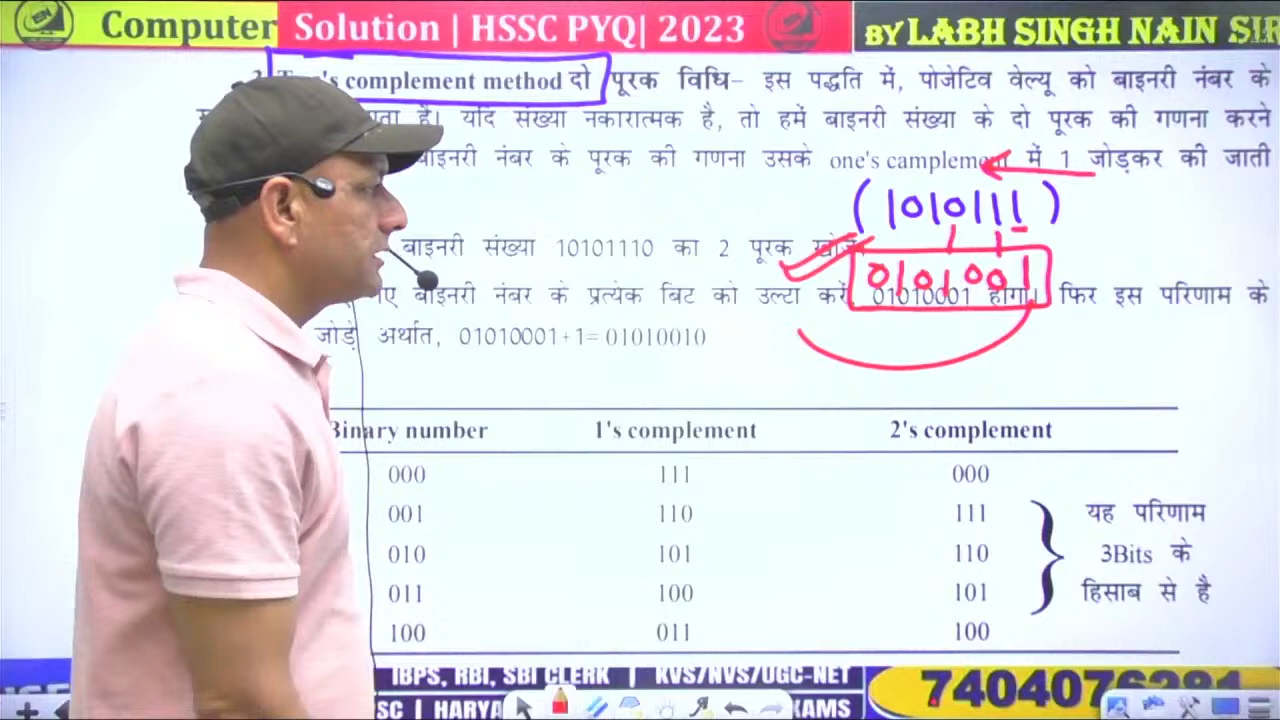 Computer Solution | HSSC PYQ| 2023 BY LABH SINGH NAIN SIR
complement method दो पूरक विधि– इस पद्धति में, पोजेटिव वेल्यू को बाइनरी नंबर के
है। यदि संख्या नकारात्मक है, तो हमें बाइनरी संख्या के दो पूरक की गणना करने
बाइनरी नंबर के पूरक की गणना उसके one's camplement में 1 जोड़कर की जाती
(1010111)
बाइनरी संख्या 10101110 का 2 पूरक खोजें
0101001
बाइनरी नंबर के प्रत्येक बिट को उल्टा करें 01010001 होगा। फिर इस परिणाम के
जोड़े अर्थात, 01010001+1= 01010010
Binary number 1's complement 2's complement
000 111 000
001 110 111
010 101 110
011 100 101
100 011 100
यह परिणाम
3Bits के
हिसाब से है
IBPS, RBI, SBI CLERK | KVS/NVS/UGC-NET